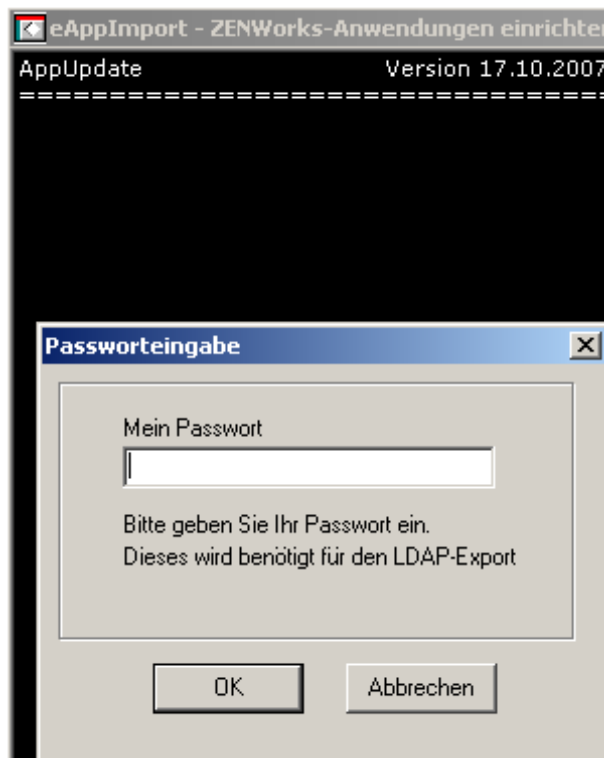 eAppImport - ZENWorks-Anwendungen einrichten
AppUpdate Version 17.10.2007
==========================================
Passworteingabe
Mein Passwort
Bitte geben Sie Ihr Passwort ein.
Dieses wird benötigt für den LDAP-Export
OK Abbrechen